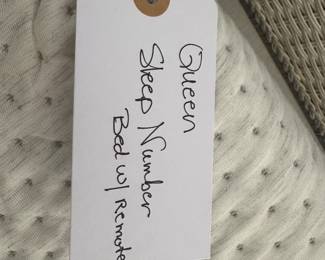 Queen
Sleep Number
Bed w/ Remote